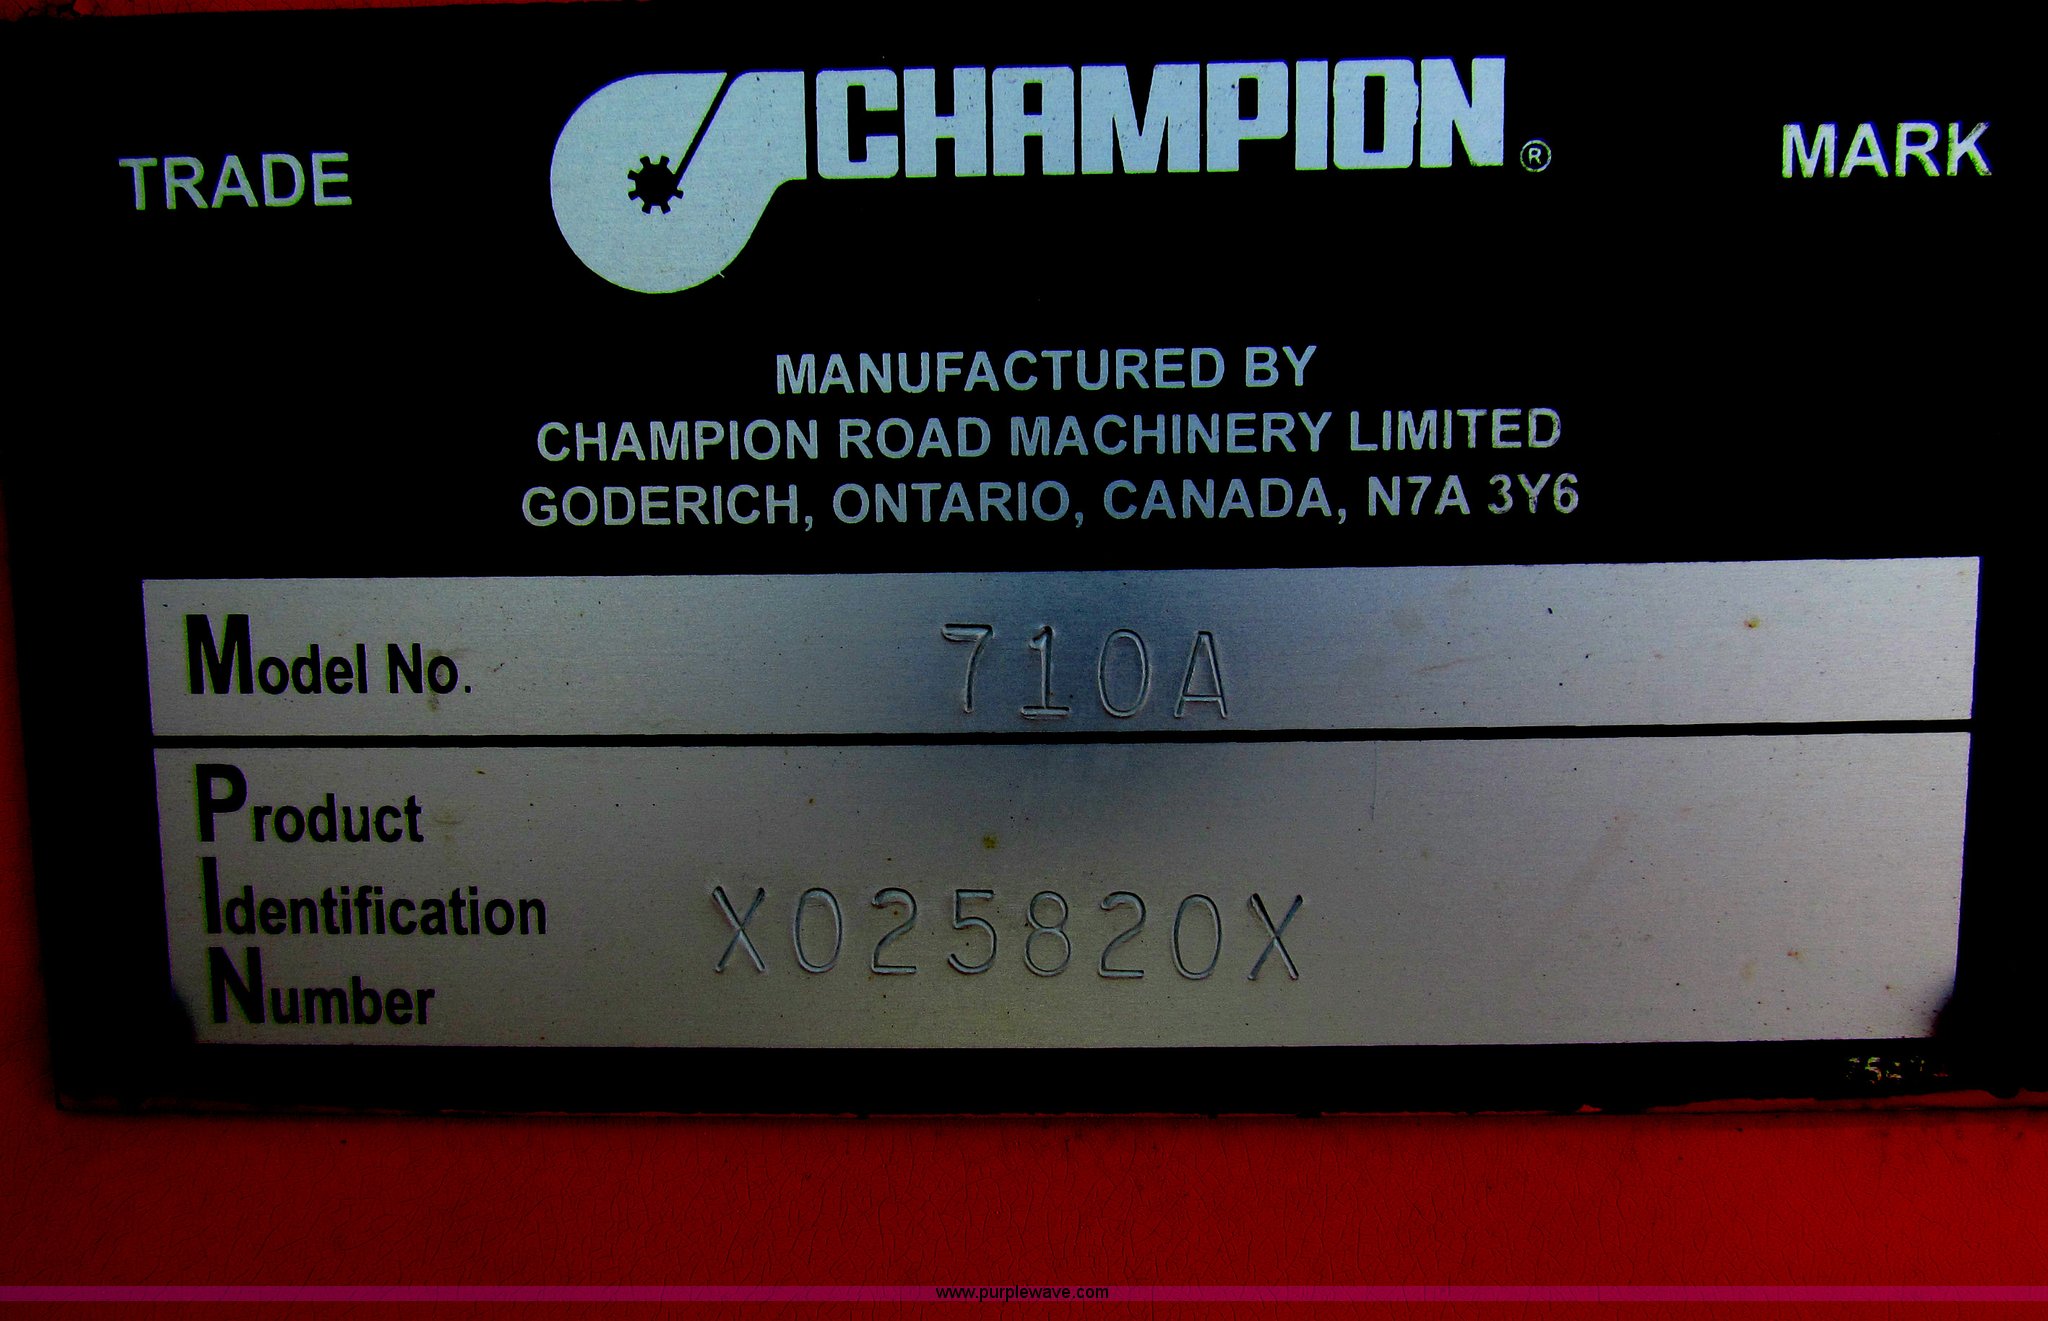 TRADE CHAMPION® MARK
MANUFACTURED BY
CHAMPION ROAD MACHINERY LIMITED
GODERICH, ONTARIO, CANADA, N7A 3Y6
Model No. 710A
Product
Identification X025820X
Number
www.purplewave.com